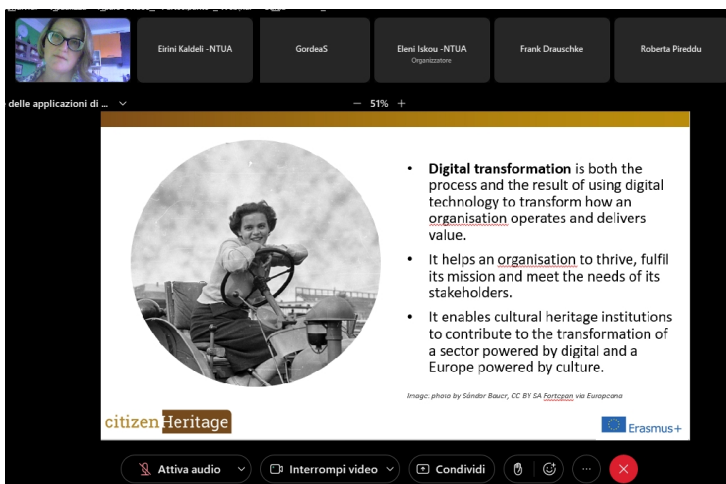 Eirini Kaldeli -NTUA
GordeaS
Eleni Iskou -NTUA
Organizzatore
Frank Drauschke
Roberta Pireddu
delle applicazioni di ...
51%
• Digital transformation is both
the process and the result of using digital
technology to transform how an
organisation operates and delivers
value.
• It helps an organisation to thrive, fulfil
its mission and meet the needs of its
stakeholders.
• It enables cultural heritage institutions
to contribute to the transformation of
a sector powered by digital and a
Europe powered by culture.
Image: photo by Sándor Bauer, CC BY SA Fortepan via Europeana
citizen Heritage
Erasmus+
Attiva audio
Interrompi video
Condividi